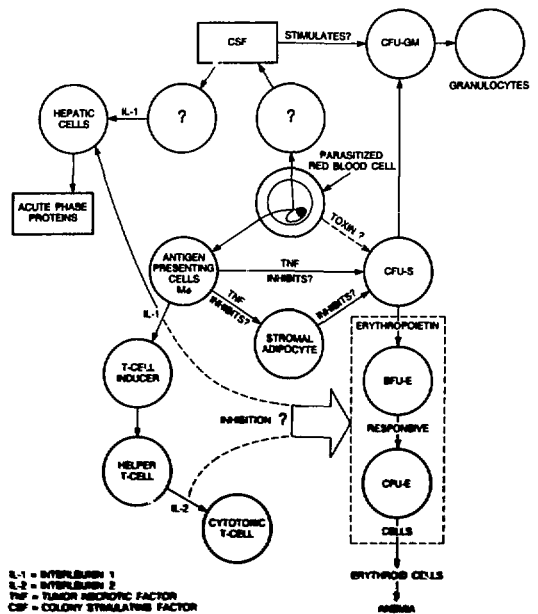 CSF
STIMULATES?
CFU-GM
GRANULOCYTES
HEPATIC
CELLS
IL-1
?
?
PARASITIZED
RED BLOOD CELL
ACUTE PHASE
PROTEINS
TOXIN ?
ANTIGEN
PRESENTING
CELLS
Mø
TNF
INHIBITS?
CFU-S
TNF
INHIBITS?
INHIBITS?
STROMAL
ADIPOCYTE
IL-1
ERYTHROPOIETIN
T-CELL
INDUCER
BFU-E
INHIBITION ?
RESPONSIVE
HELPER
T-CELL
CFU-E
IL-2
CYTOTOXIC
T-CELL
CELLS
ERYTHROID CELLS
ANEMIA
IL-1 = INTERLEUKIN 1
IL-2 = INTERLEUKIN 2
TNF = TUMOR NECROTIC FACTOR
CSF = COLONY STIMULATING FACTOR